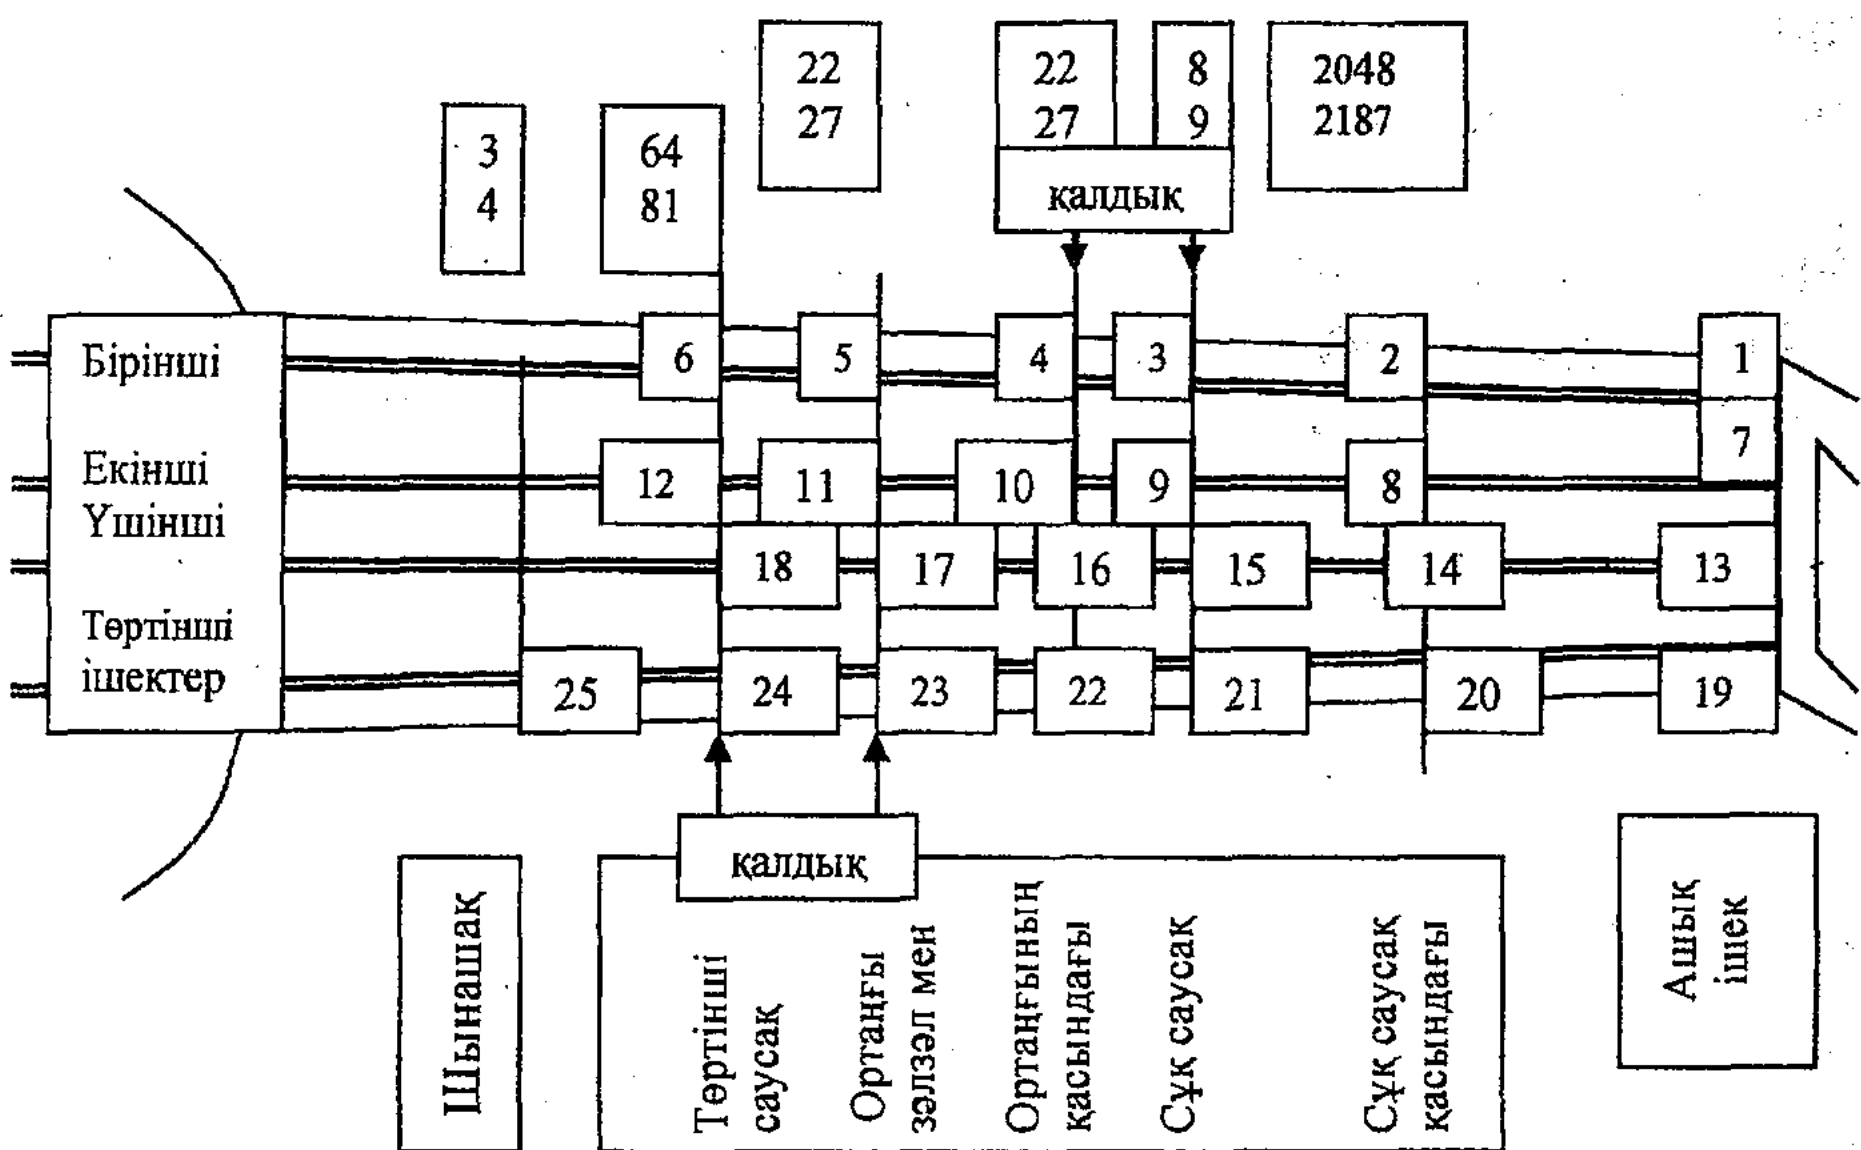 22
27
22
27
8
9
2048
2187
3
4
64
81
қалдық
Бірінші
6
5
4
3
2
1
7
Екінші
12
11
10
9
8
Үшінші
18
17
16
15
14
13
Төртінші
ішектер
25
24
23
22
21
20
19
қалдық
Шынашақ
Төртінші
саусақ
Ортаңғы
зәлзәл мен
Ортаңғының
қасындағы
Сұқ саусақ
Сұқ саусақ
қасындағы
Ашық
ішек